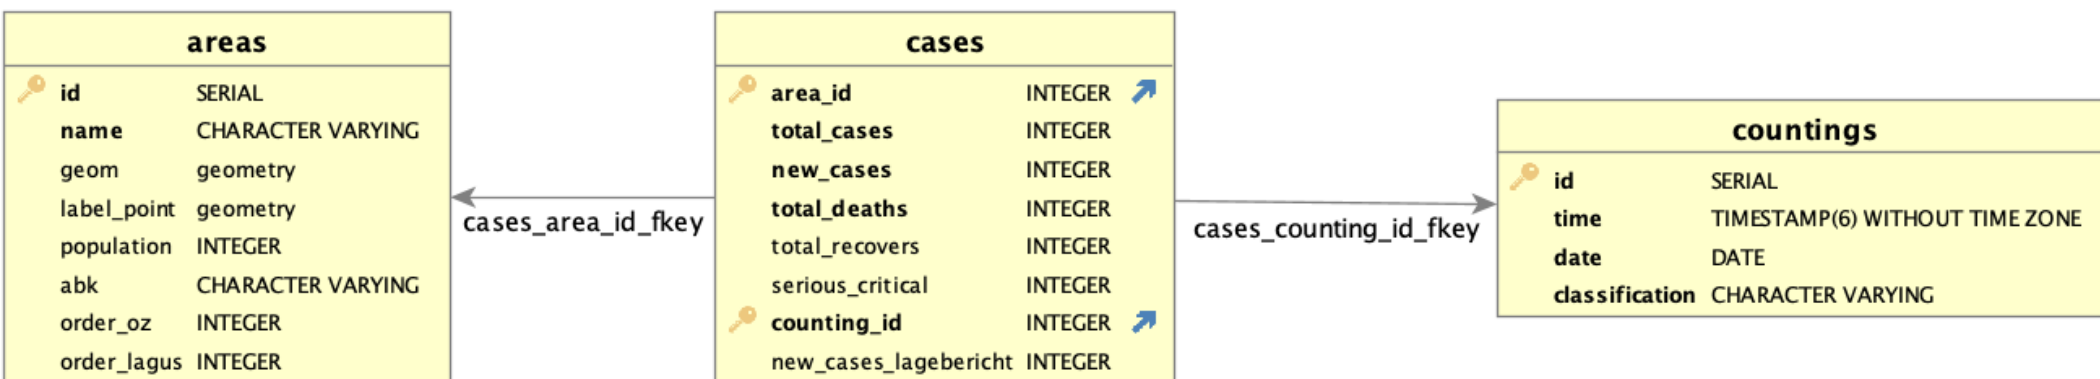 areas
id SERIAL
name CHARACTER VARYING
geom geometry
label_point geometry
population INTEGER
abk CHARACTER VARYING
order_oz INTEGER
order_lagus INTEGER
cases_area_id_fkey
cases
area_id INTEGER
total_cases INTEGER
new_cases INTEGER
total_deaths INTEGER
total_recovers INTEGER
serious_critical INTEGER
counting_id INTEGER
new_cases_lagebericht INTEGER
cases_counting_id_fkey
countings
id SERIAL
time TIMESTAMP(6) WITHOUT TIME ZONE
date DATE
classification CHARACTER VARYING